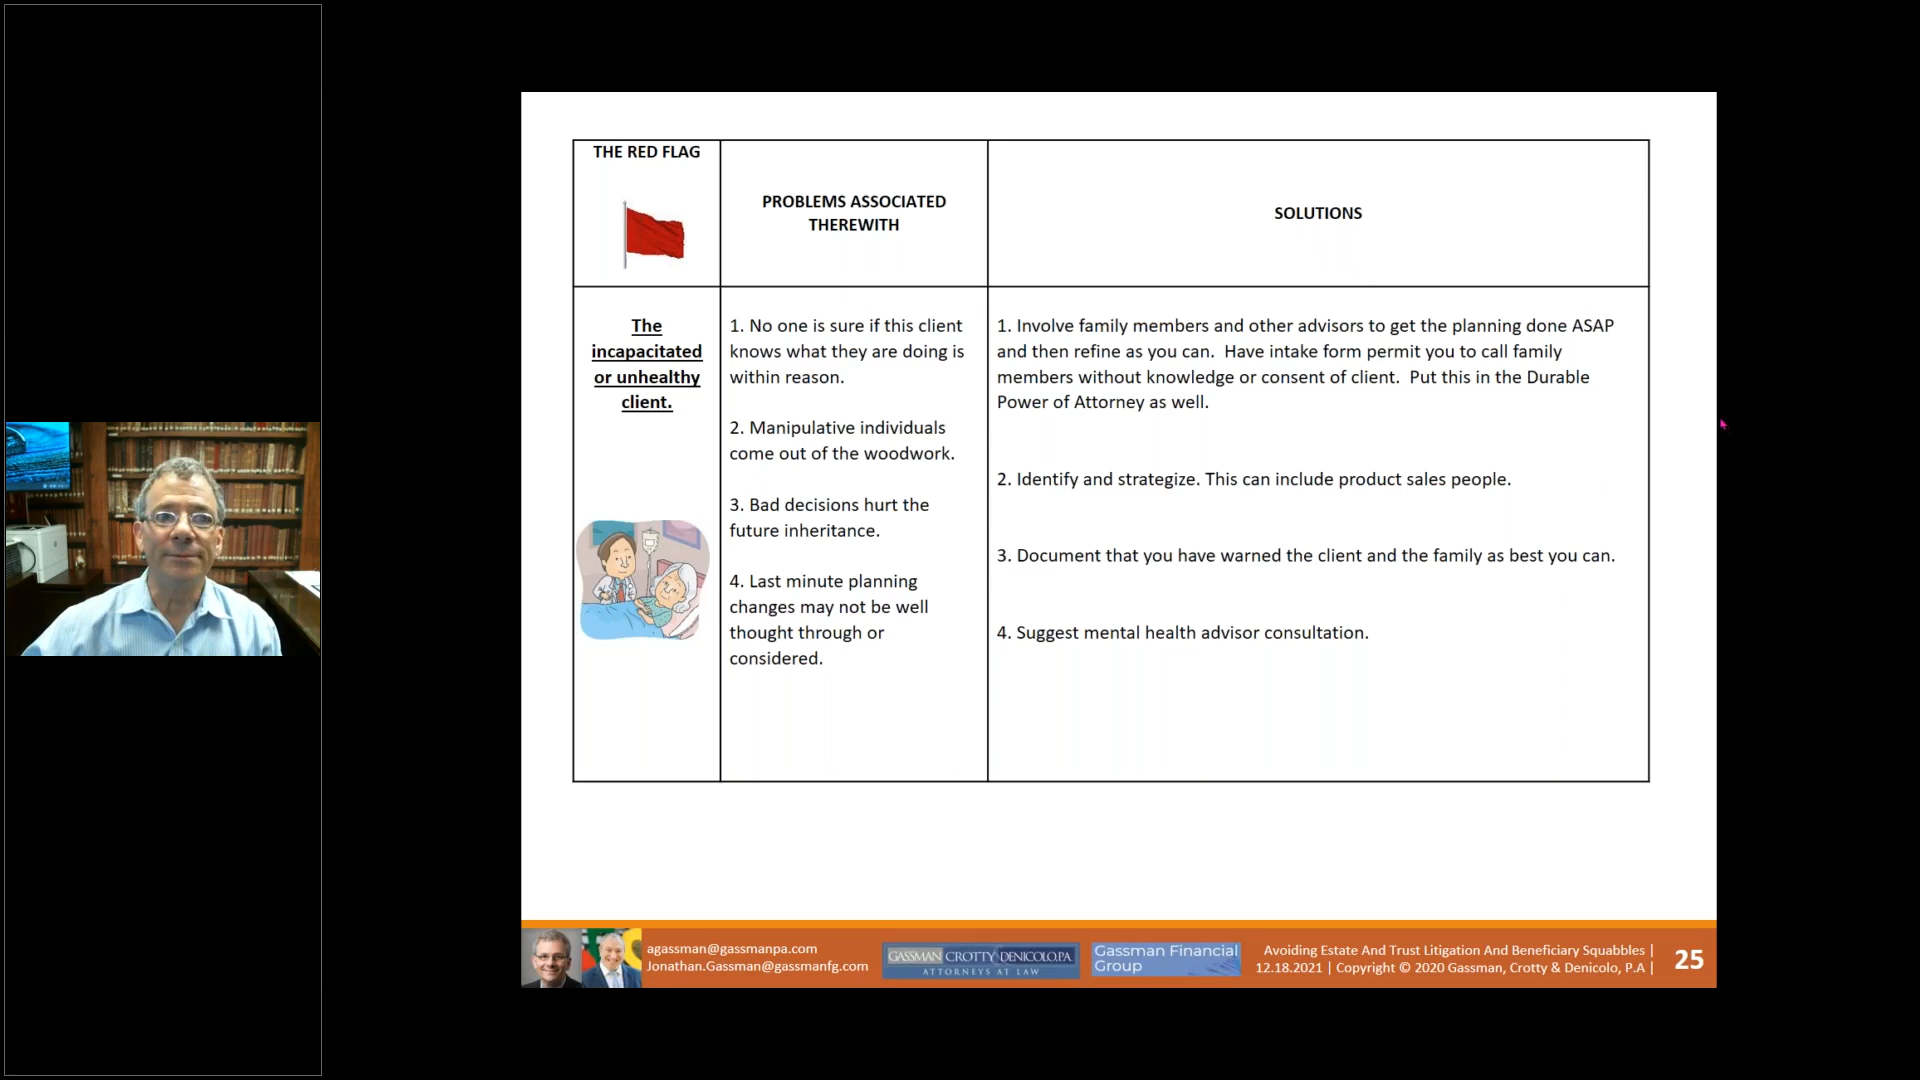 THE RED FLAG
PROBLEMS ASSOCIATED
THEREWITH
SOLUTIONS
The
incapacitated
or unhealthy
client.
1. No one is sure if this client
knows what they are doing is
within reason.
2. Manipulative individuals
come out of the woodwork.
3. Bad decisions hurt the
future inheritance.
4. Last minute planning
changes may not be well
thought through or
considered.
1. Involve family members and other advisors to get the planning done ASAP
and then refine as you can.  Have intake form permit you to call family
members without knowledge or consent of client.  Put this in the Durable
Power of Attorney as well.
2. Identify and strategize. This can include product sales people.
3. Document that you have warned the client and the family as best you can.
4. Suggest mental health advisor consultation.
agassman@gassmanpa.com
Jonathan.Gassman@gassmanfg.com
GASSMAN CROTTY DENICOLO, P.A.
ATTORNEYS AT LAW
Gassman Financial
Group
Avoiding Estate And Trust Litigation And Beneficiary Squabbles |
12.18.2021 | Copyright © 2020 Gassman, Crotty & Denicolo, P.A |
25